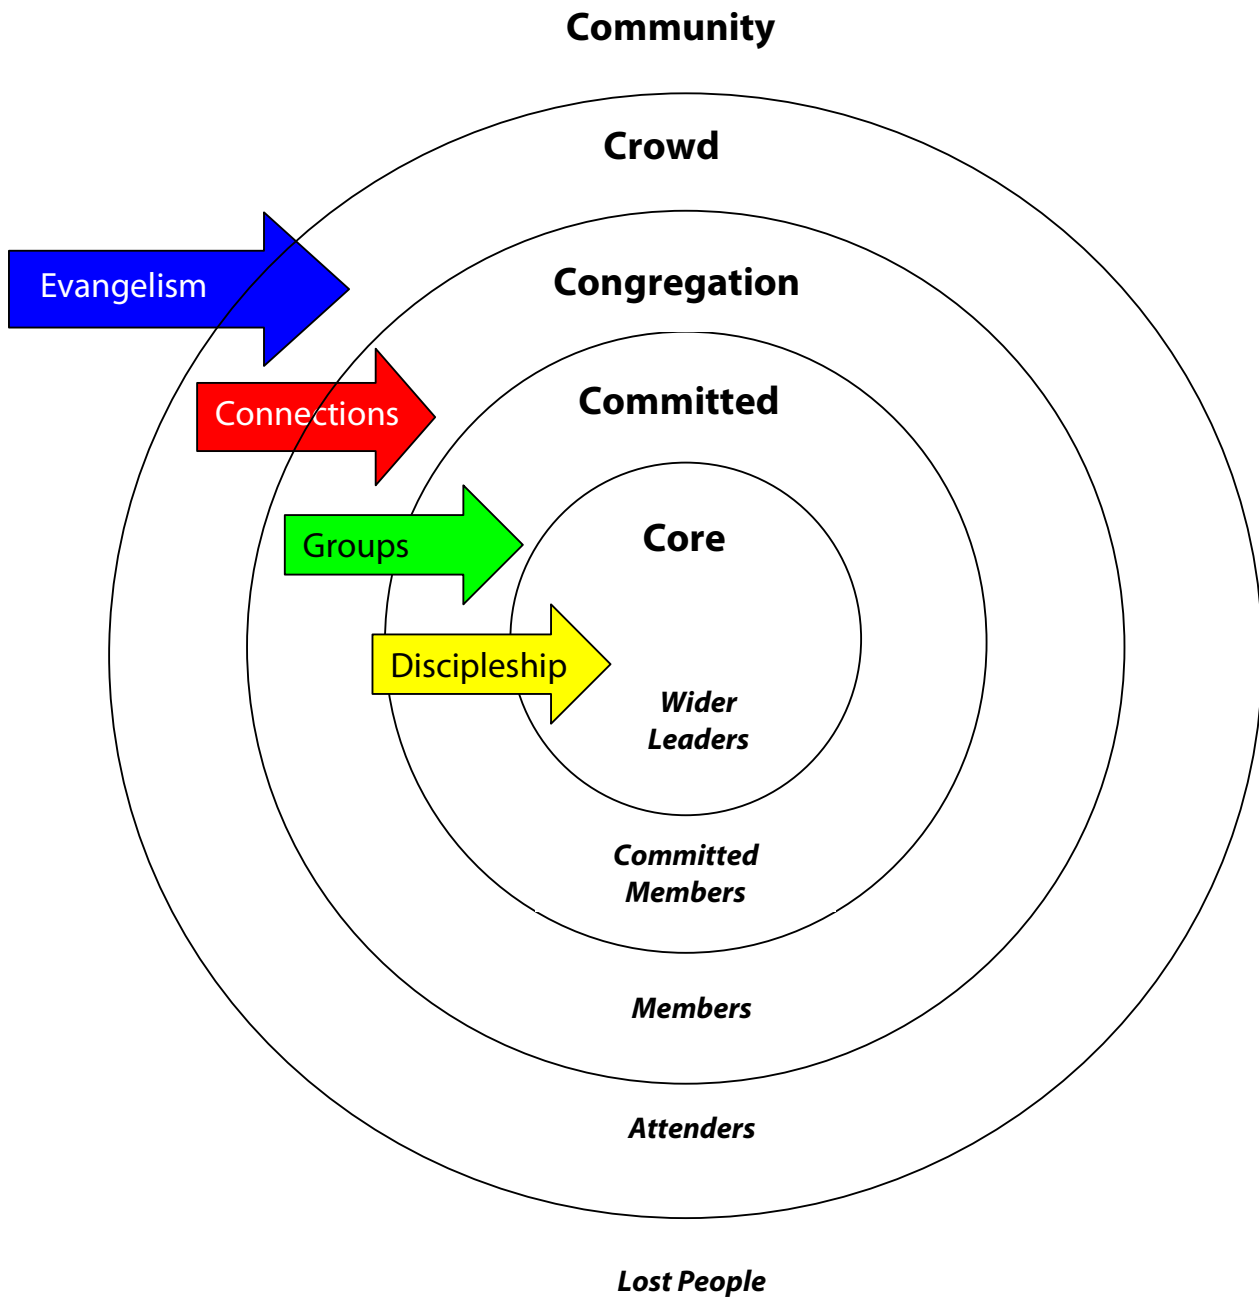 Community
Crowd
Congregation
Evangelism
Committed
Connections
Core
Groups
Discipleship
Wider
Leaders
Committed
Members
Members
Attenders
Lost People